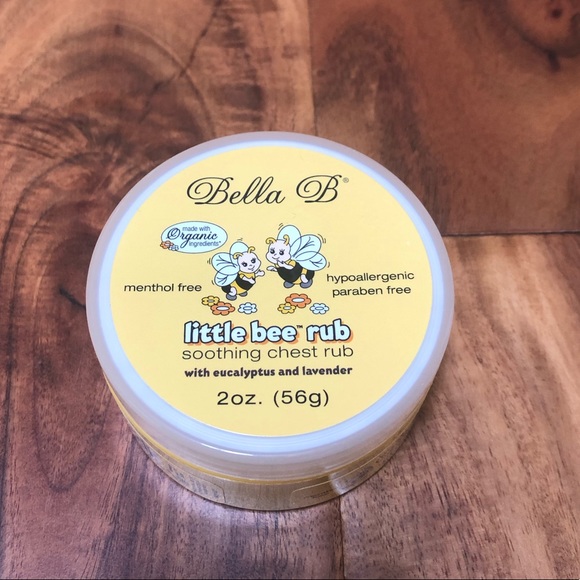 Bella B®
made with
Organic
ingredients*
menthol free
hypoallergenic
paraben free
little bee™ rub
soothing chest rub
with eucalyptus and lavender
2oz. (56g)